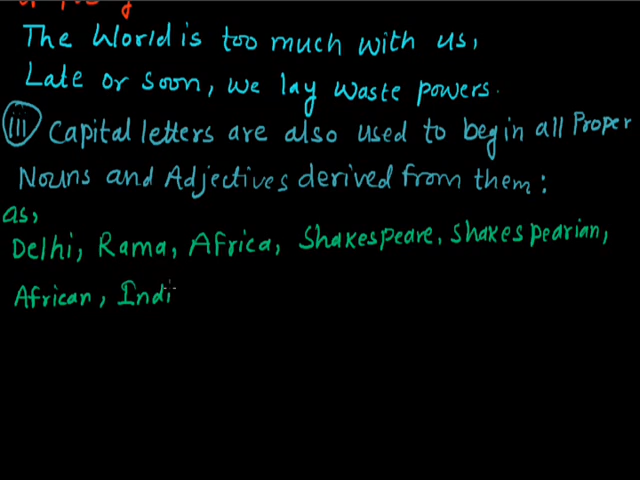 The World is too much with us,
Late or soon, we lay waste powers.
(III) Capital letters are also used to begin all Proper
Nouns and Adjectives derived from them :
as,
Delhi, Rama, Africa, Shakespeare, Shakespearian,
African, Indi